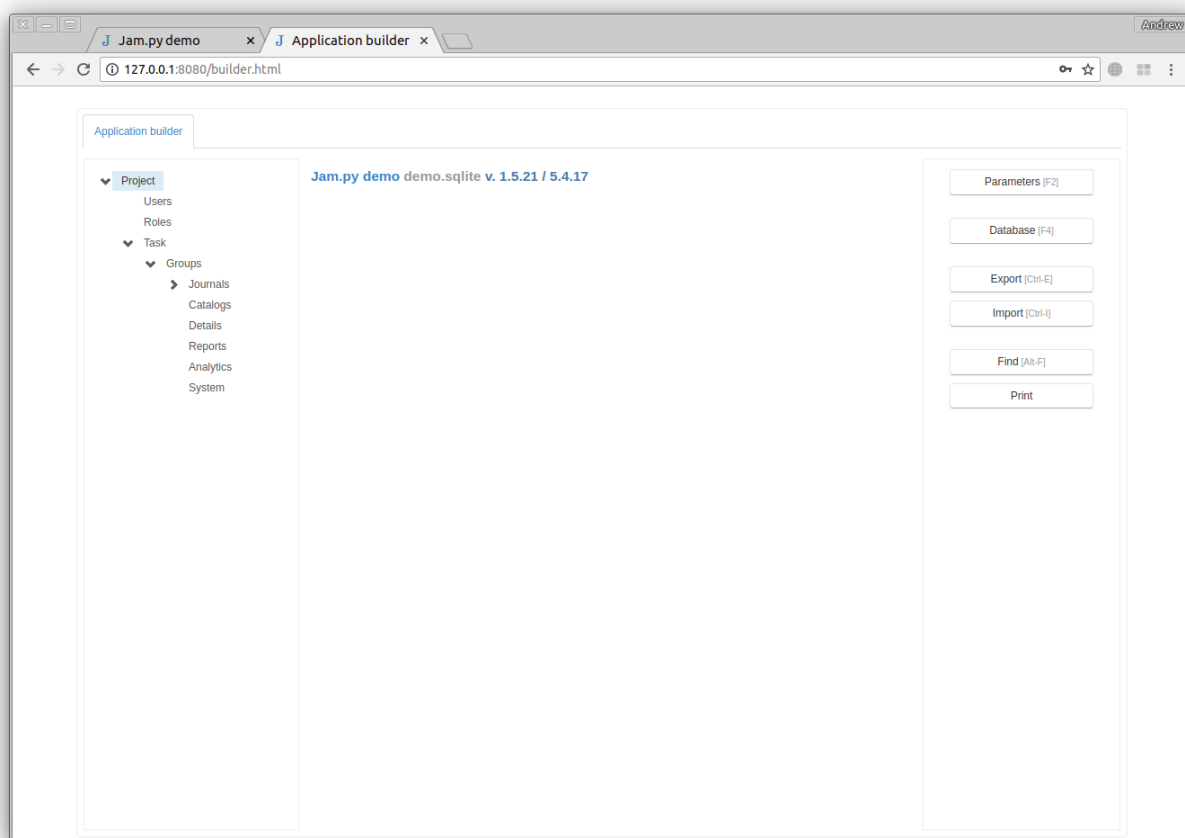 Andrew
J Jam.py demo
J Application builder
127.0.0.1:8080/builder.html
Application builder
Project
Users
Roles
Task
Groups
Journals
Catalogs
Details
Reports
Analytics
System
Jam.py demo demo.sqlite v. 1.5.21 / 5.4.17
Parameters [F2]
Database [F4]
Export [Ctrl-E]
Import [Ctrl-I]
Find [Alt-F]
Print